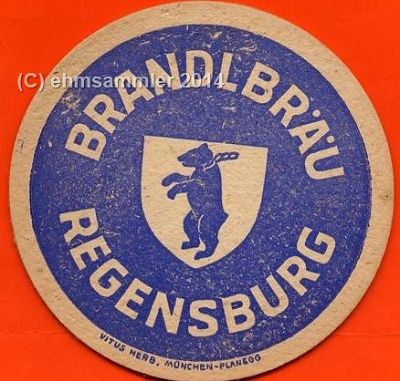 (C) ehmsammler 2014
BRANDLBRÄU
REGENSBURG
VITUS HERB, MÜNCHEN-PLANEGG